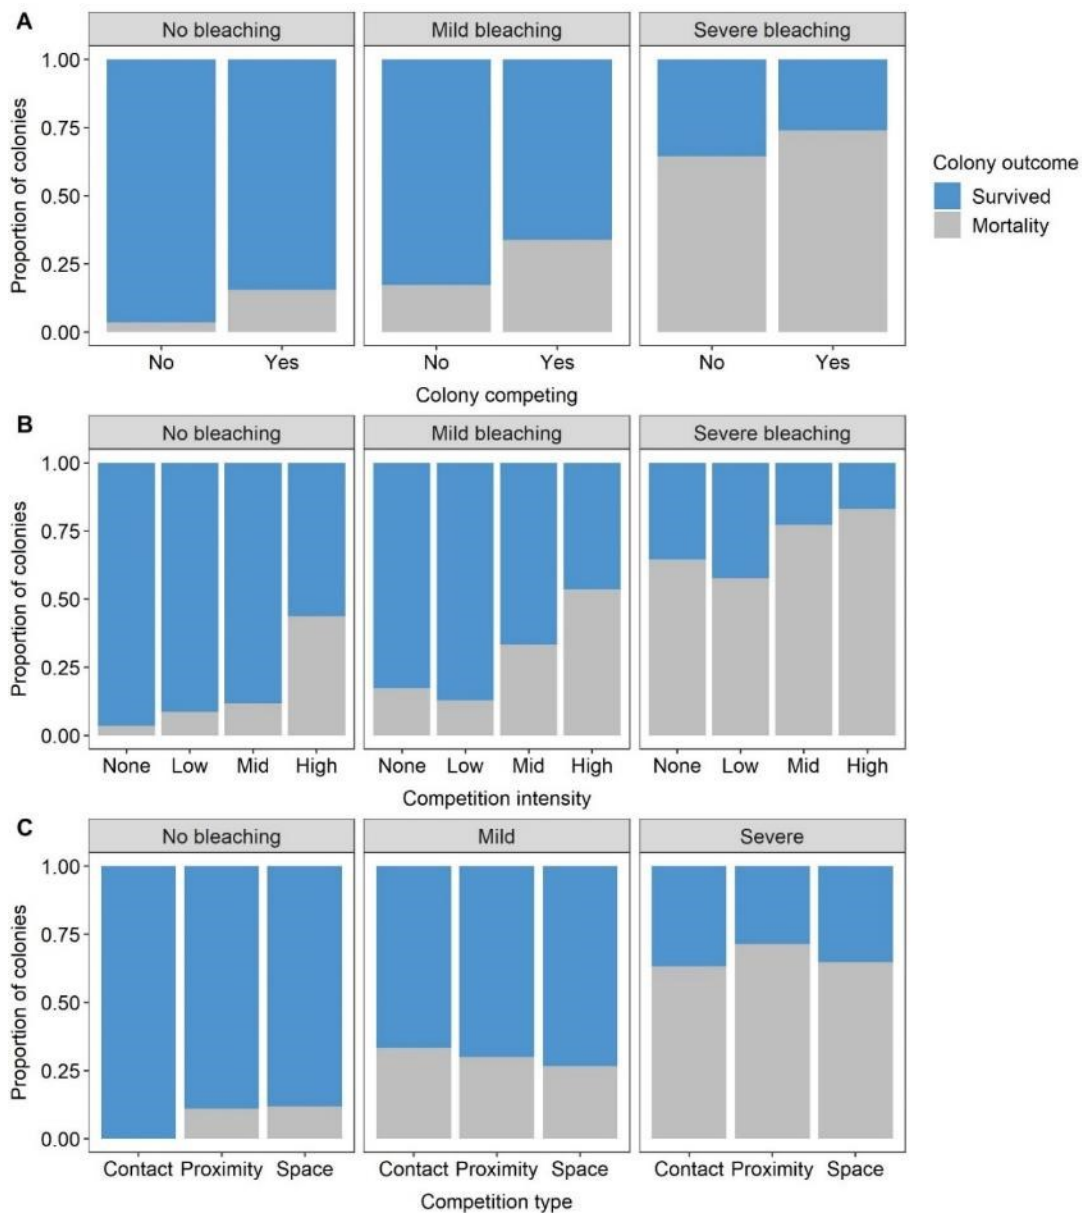 A
No bleaching Mild bleaching Severe bleaching
1.00
0.75
0.50
0.25
0.00
Proportion of colonies
No Yes No Yes No Yes
Colony competing
Colony outcome
Survived
Mortality
B
No bleaching Mild bleaching Severe bleaching
1.00
0.75
0.50
0.25
0.00
Proportion of colonies
None Low Mid High None Low Mid High None Low Mid High
Competition intensity
C
No bleaching Mild Severe
1.00
0.75
0.50
0.25
0.00
Proportion of colonies
Contact Proximity Space Contact Proximity Space Contact Proximity Space
Competition type